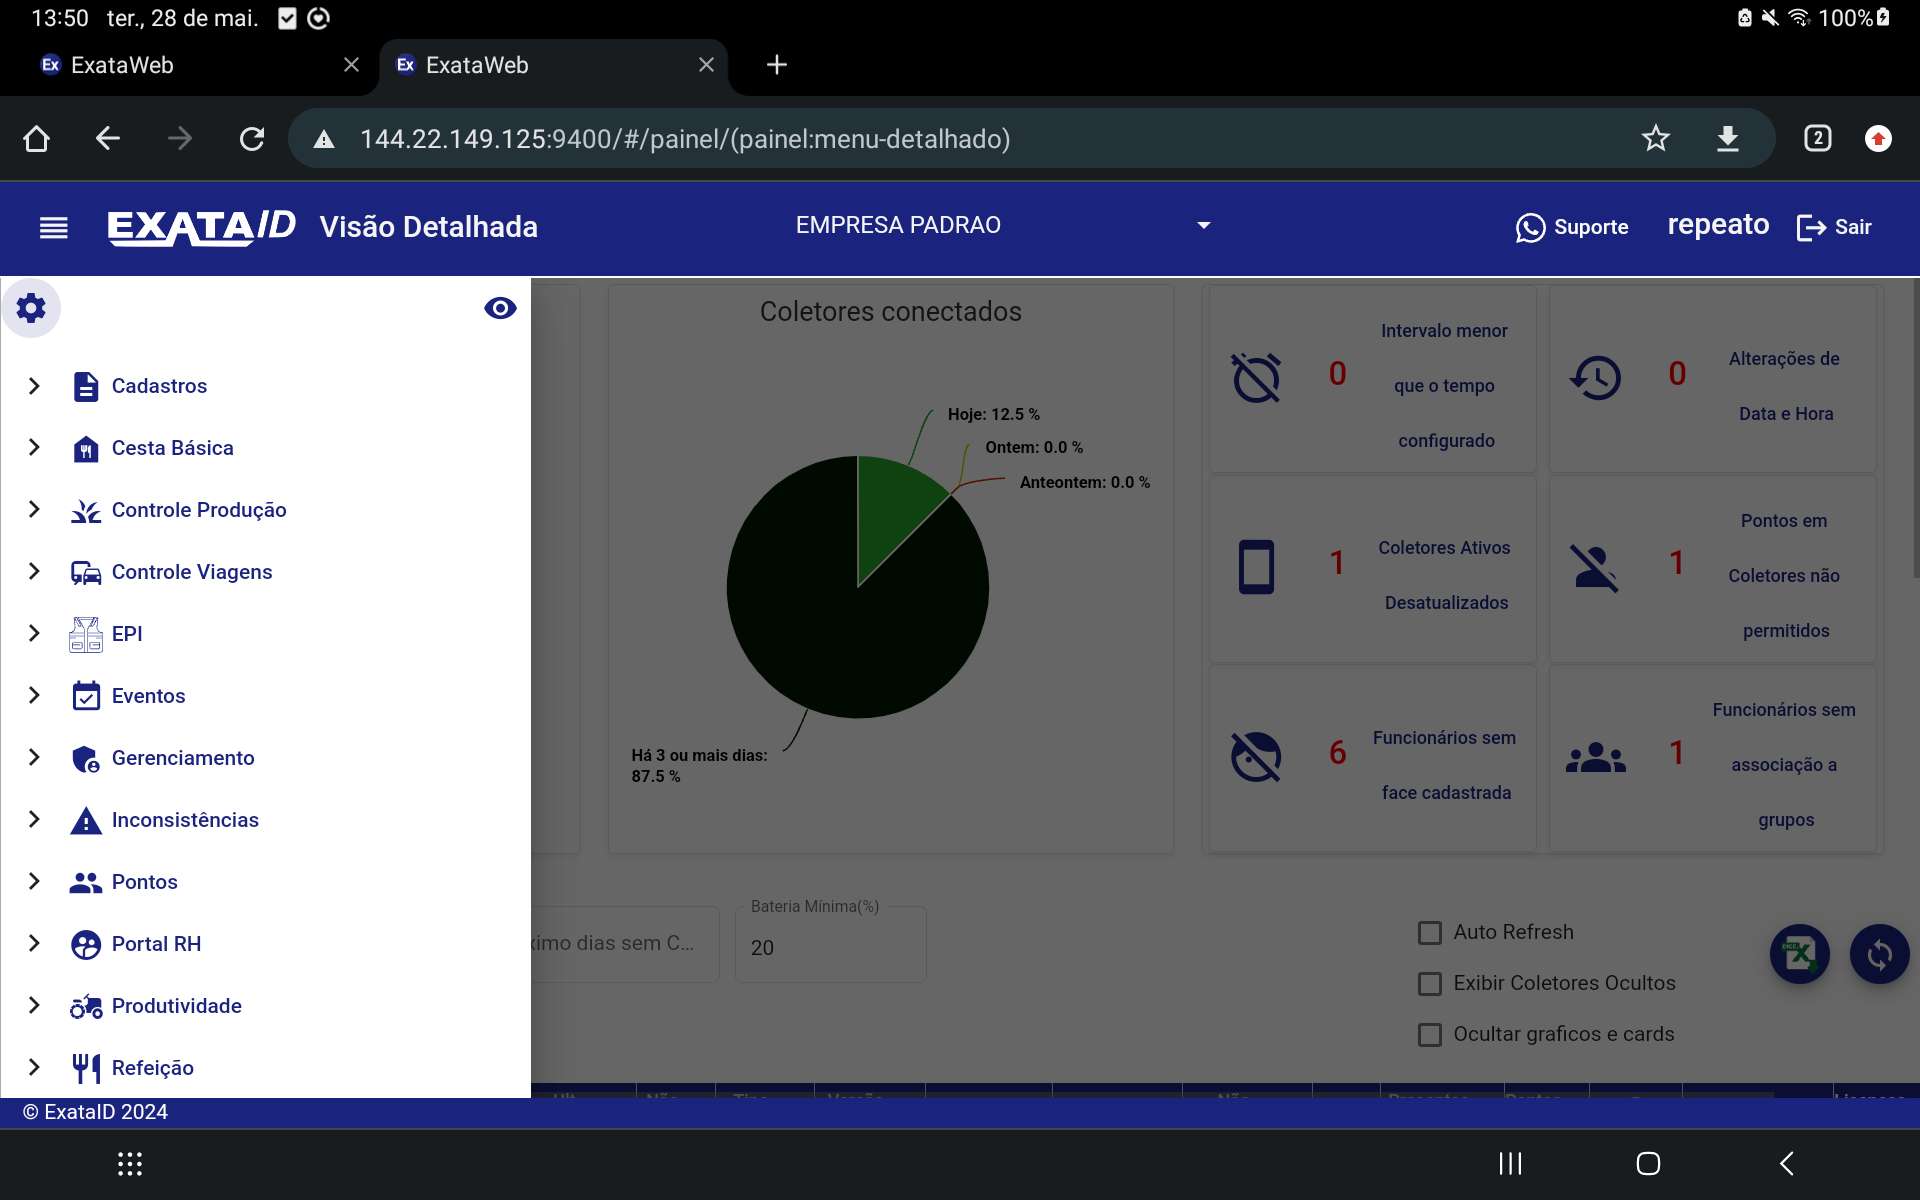 13:50 ter., 28 de mai.
100%
Ex ExataWeb
Ex ExataWeb
144.22.149.125:9400/#/painel/(painel:menu-detalhado)
2
EXATAID Visão Detalhada
EMPRESA PADRAO
Suporte
repeato
Sair
Cadastros
Cesta Básica
Controle Produção
Controle Viagens
EPI
Eventos
Gerenciamento
Inconsistências
Pontos
Portal RH
Produtividade
Refeição
Coletores conectados
Hoje: 12.5 %
Ontem: 0.0 %
Anteontem: 0.0 %
Há 3 ou mais dias:
87.5 %
0
Intervalo menor
que o tempo
configurado
0
Alterações de
Data e Hora
1
Coletores Ativos
Desatualizados
1
Pontos em
Coletores não
permitidos
6
Funcionários sem
face cadastrada
1
Funcionários sem
associação a
grupos
ximo dias sem C...
Bateria Mínima(%)
20
Auto Refresh
Exibir Coletores Ocultos
Ocultar graficos e cards
© ExataID 2024